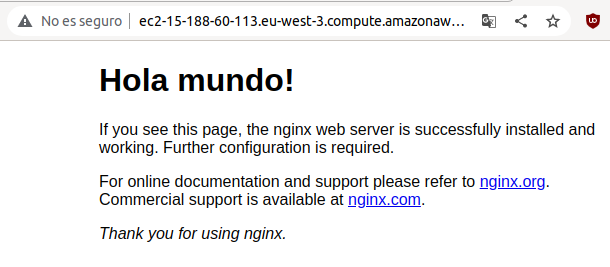 No es seguro ec2-15-188-60-113.eu-west-3.compute.amazonaw...
Hola mundo!
If you see this page, the nginx web server is successfully installed and
working. Further configuration is required.
For online documentation and support please refer to nginx.org.
Commercial support is available at nginx.com.
Thank you for using nginx.